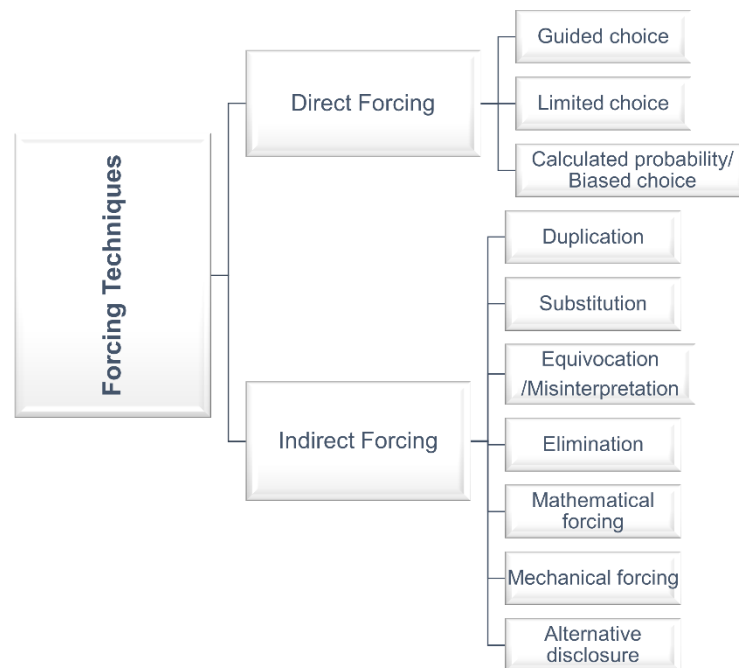 Forcing Techniques
Direct Forcing
Guided choice
Limited choice
Calculated probability/
Biased choice
Indirect Forcing
Duplication
Substitution
Equivocation
/Misinterpretation
Elimination
Mathematical
forcing
Mechanical forcing
Alternative
disclosure